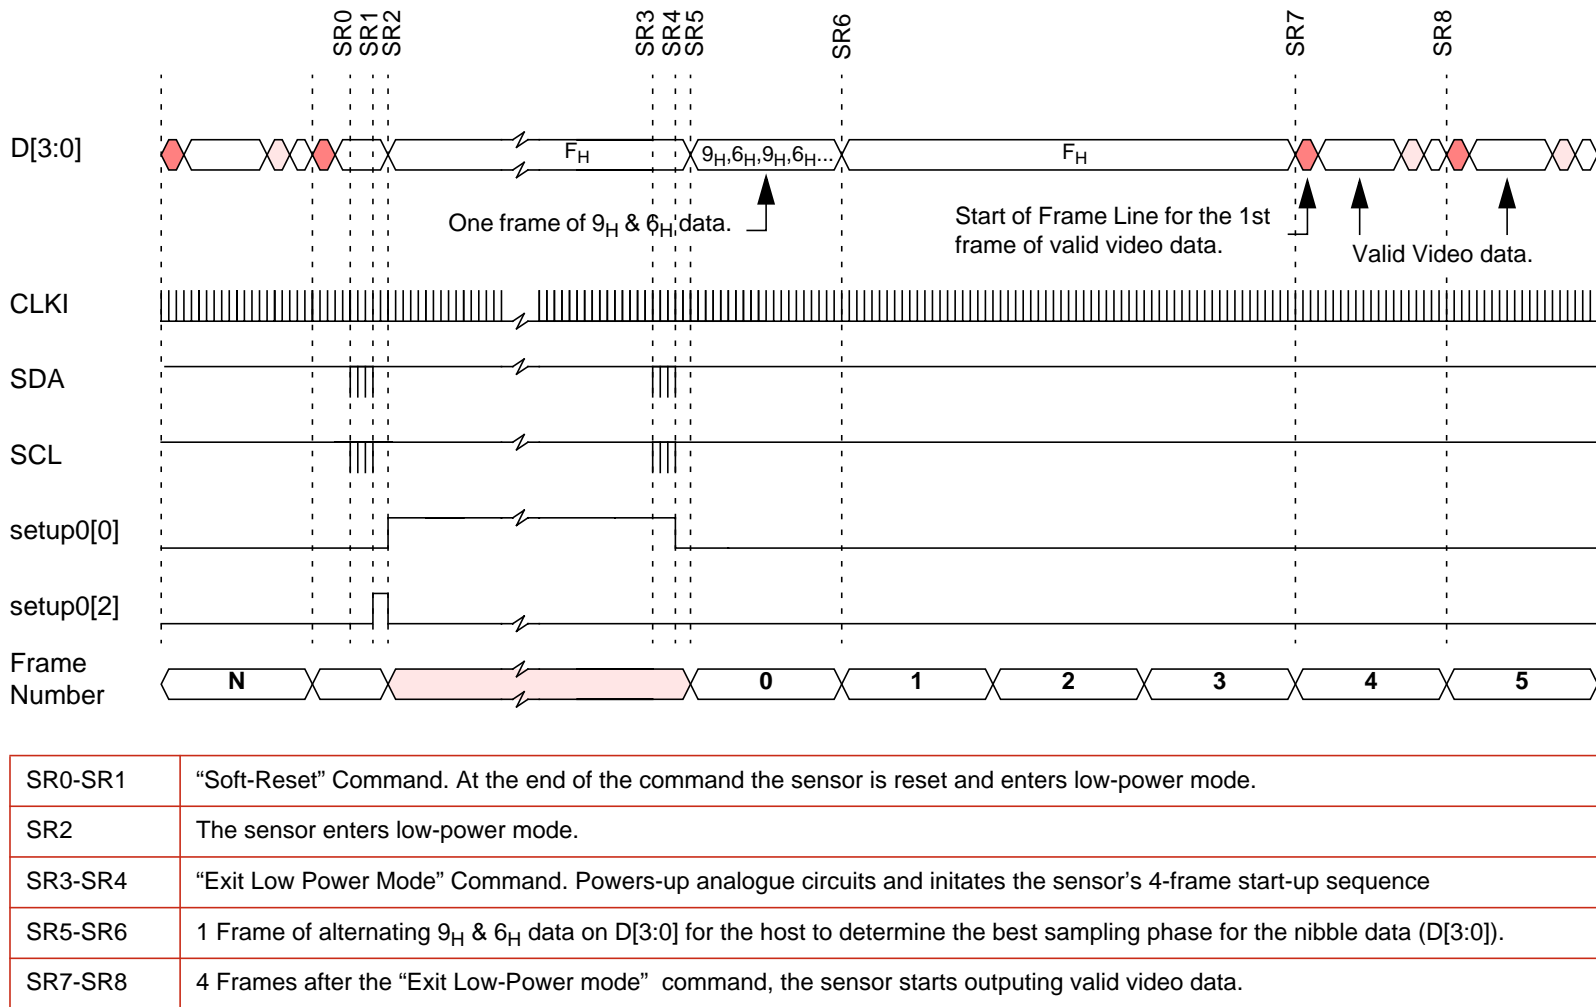 SR0
SR1
SR2
SR3
SR4
SR5
SR6
SR7
SR8
D[3:0]
FH
9H,6H,9H,6H...
FH
One frame of 9H & 6H data.
Start of Frame Line for the 1st
frame of valid video data.
Valid Video data.
CLKI
SDA
SCL
setup0[0]
setup0[2]
Frame
Number
N
0
1
2
3
4
5
SR0-SR1 “Soft-Reset” Command. At the end of the command the sensor is reset and enters low-power mode.
SR2 The sensor enters low-power mode.
SR3-SR4 “Exit Low Power Mode” Command. Powers-up analogue circuits and initates the sensor’s 4-frame start-up sequence
SR5-SR6 1 Frame of alternating 9H & 6H data on D[3:0] for the host to determine the best sampling phase for the nibble data (D[3:0]).
SR7-SR8 4 Frames after the “Exit Low-Power mode” command, the sensor starts outputing valid video data.